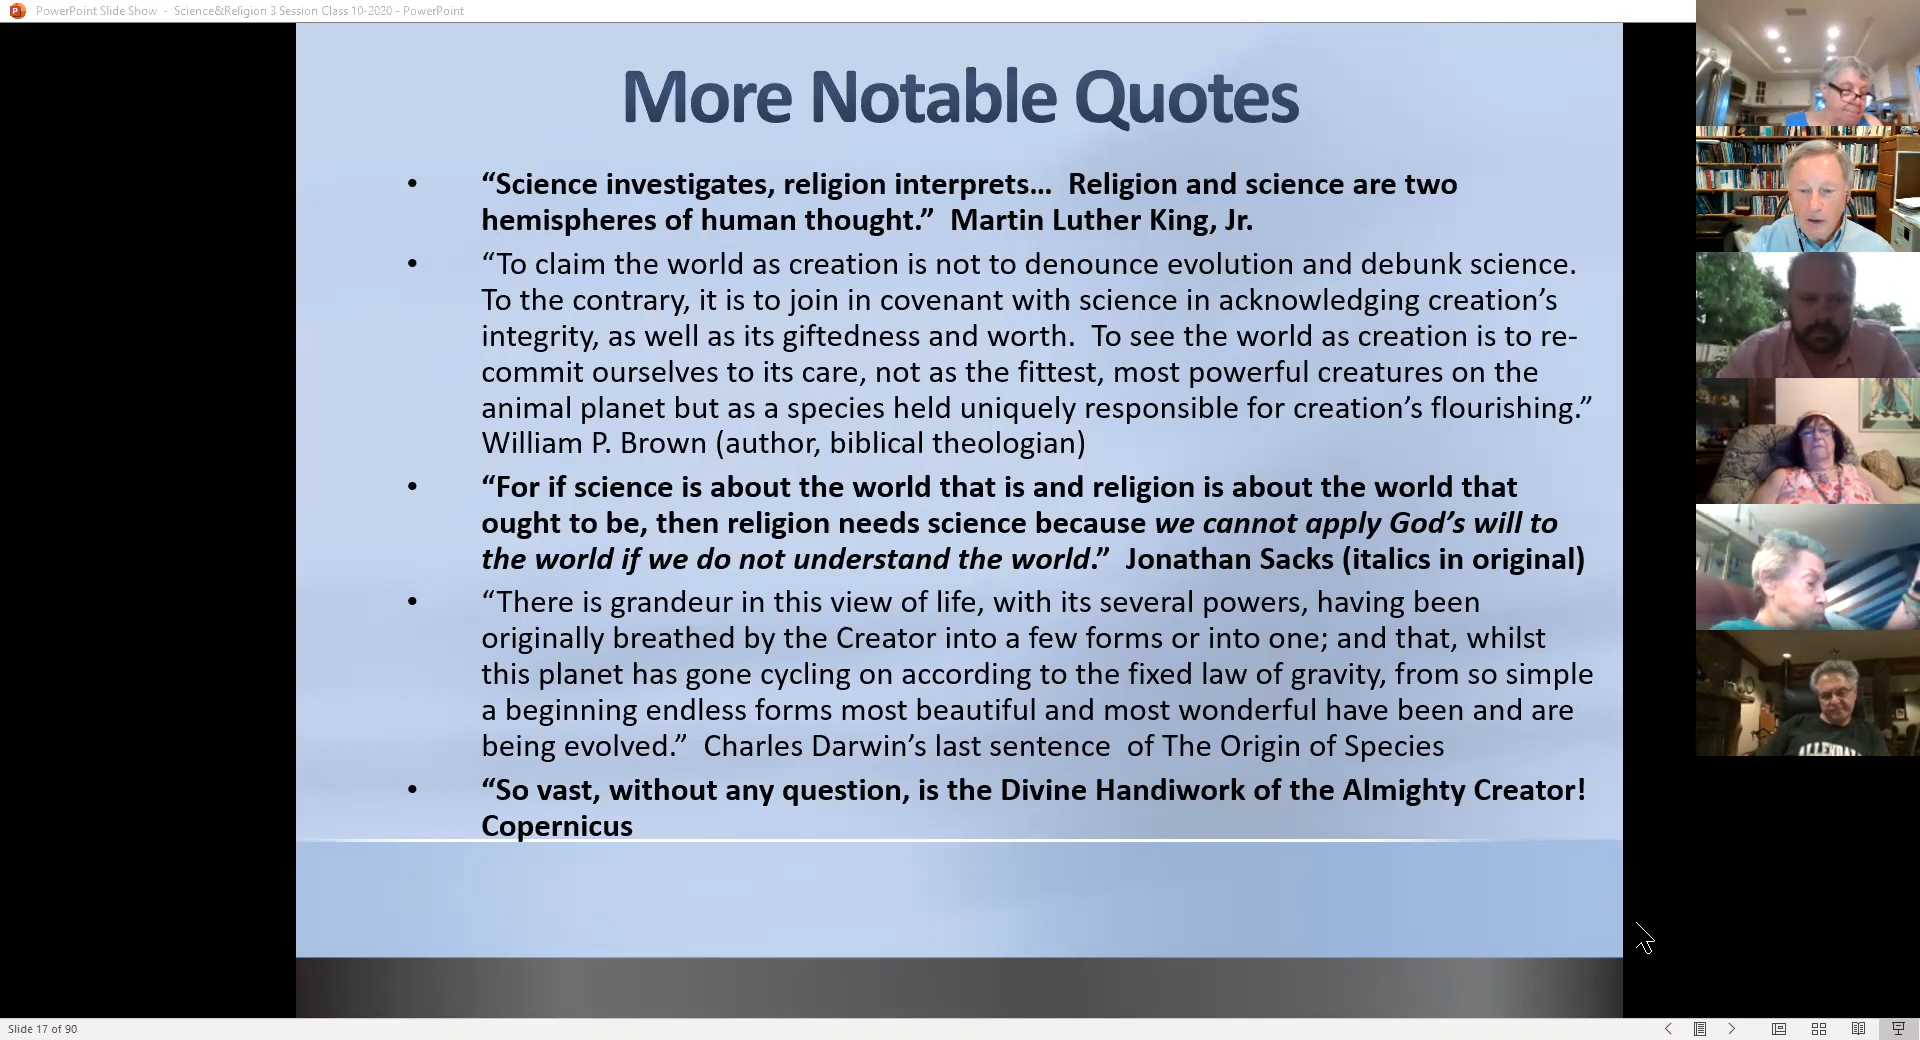 PowerPoint Slide Show - Science&Religion 3 Session Class 10-2020 - PowerPoint
More Notable Quotes
• “Science investigates, religion interprets… Religion and science are two
hemispheres of human thought.” Martin Luther King, Jr.
• “To claim the world as creation is not to denounce evolution and debunk science.
To the contrary, it is to join in covenant with science in acknowledging creation’s
integrity, as well as its giftedness and worth. To see the world as creation is to re-
commit ourselves to its care, not as the fittest, most powerful creatures on the
animal planet but as a species held uniquely responsible for creation’s flourishing.”
William P. Brown (author, biblical theologian)
• “For if science is about the world that is and religion is about the world that
ought to be, then religion needs science because we cannot apply God’s will to
the world if we do not understand the world.” Jonathan Sacks (italics in original)
• “There is grandeur in this view of life, with its several powers, having been
originally breathed by the Creator into a few forms or into one; and that, whilst
this planet has gone cycling on according to the fixed law of gravity, from so simple
a beginning endless forms most beautiful and most wonderful have been and are
being evolved.” Charles Darwin’s last sentence of The Origin of Species
• “So vast, without any question, is the Divine Handiwork of the Almighty Creator!
Copernicus
Slide 17 of 90